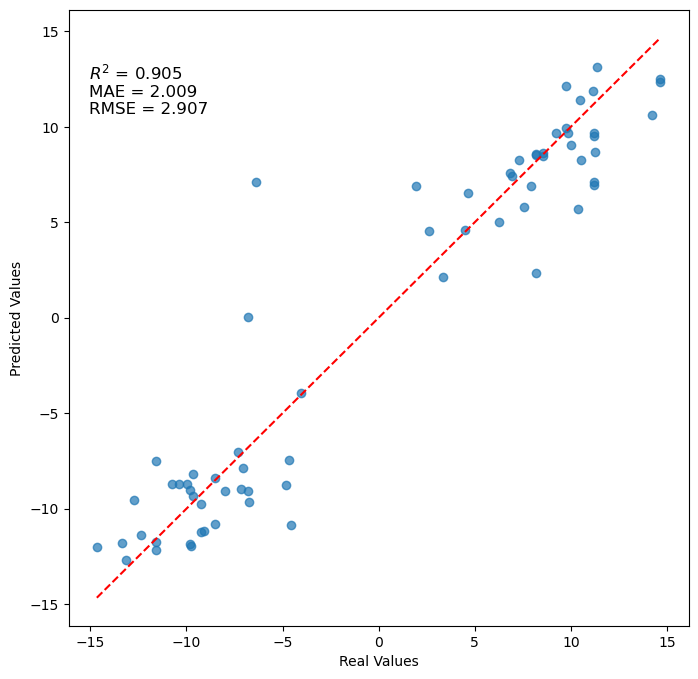 15
10
5
0
−5
−10
−15
R² = 0.905
MAE = 2.009
RMSE = 2.907
Predicted Values
−15 −10 −5 0 5 10 15
Real Values